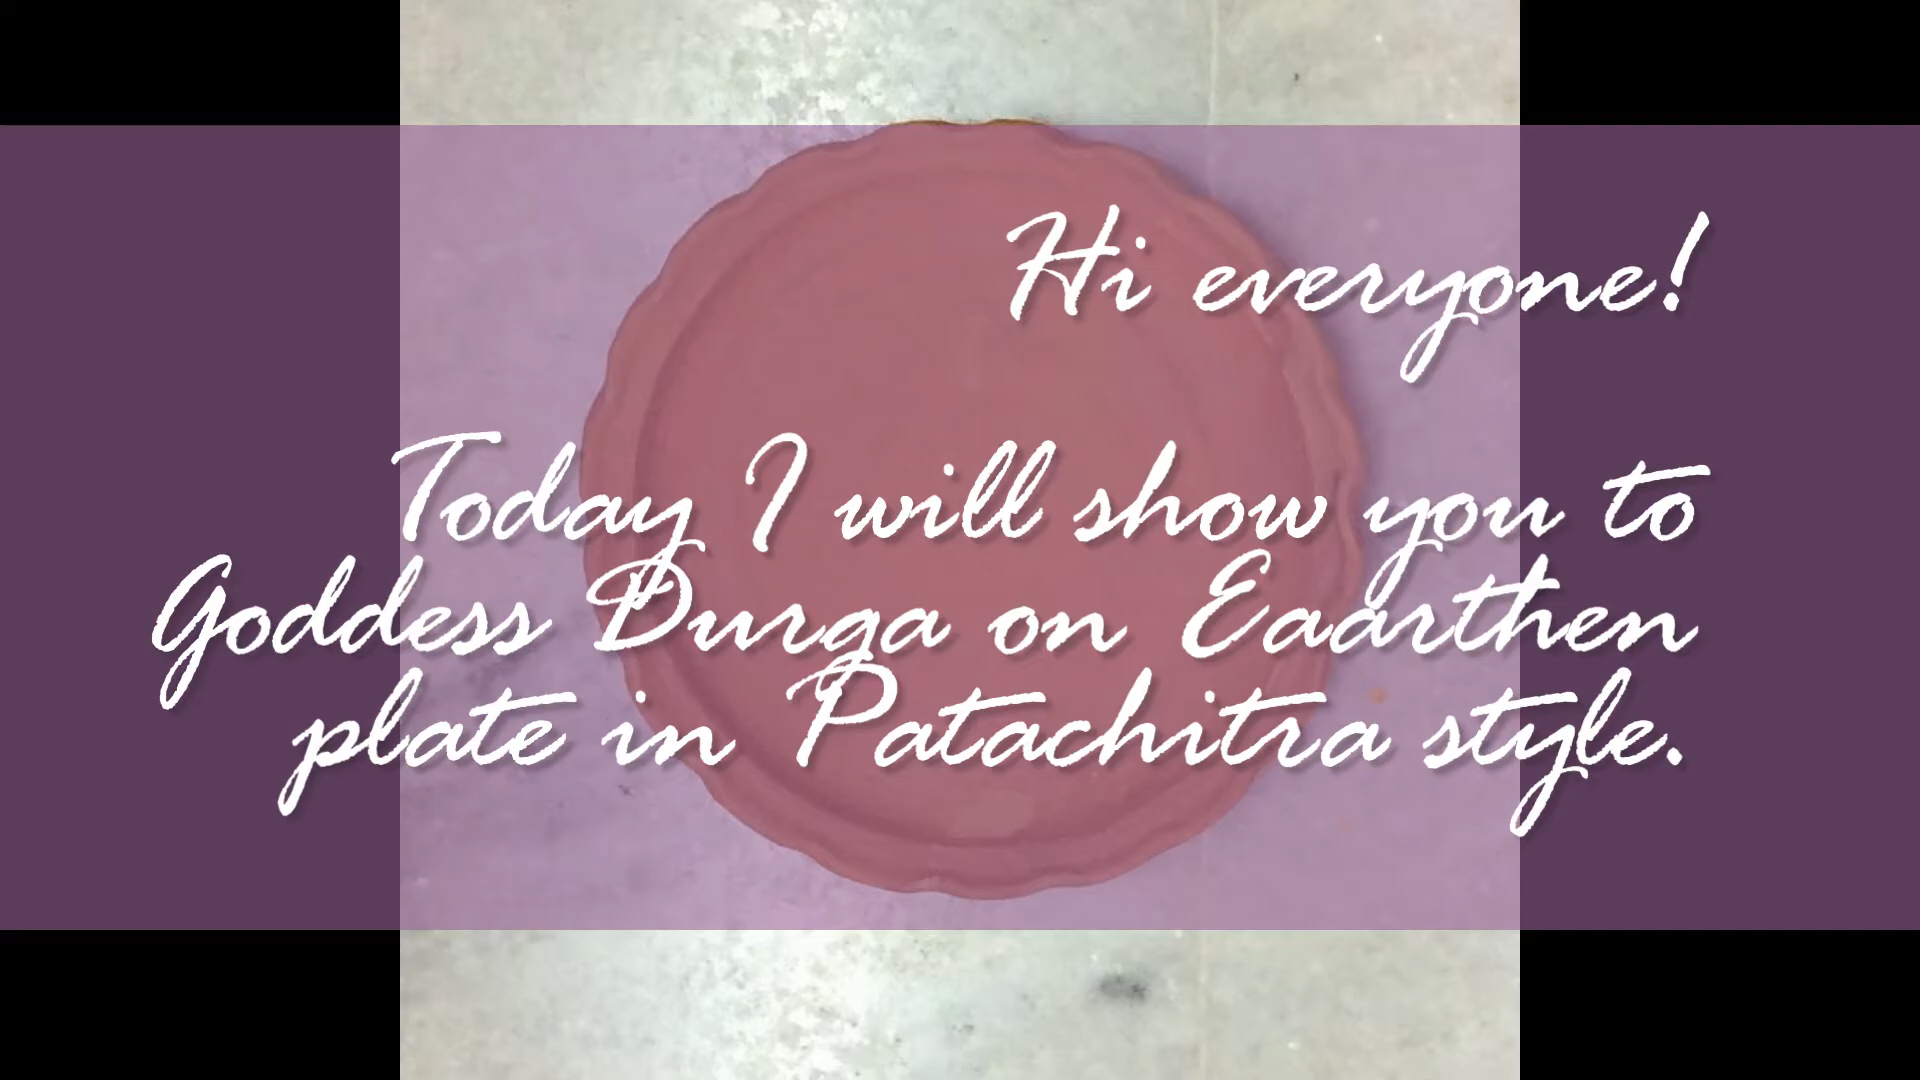 Hi everyone!
Today I will show you to
Goddess Durga on Eaarthen
plate in Patachitra style.